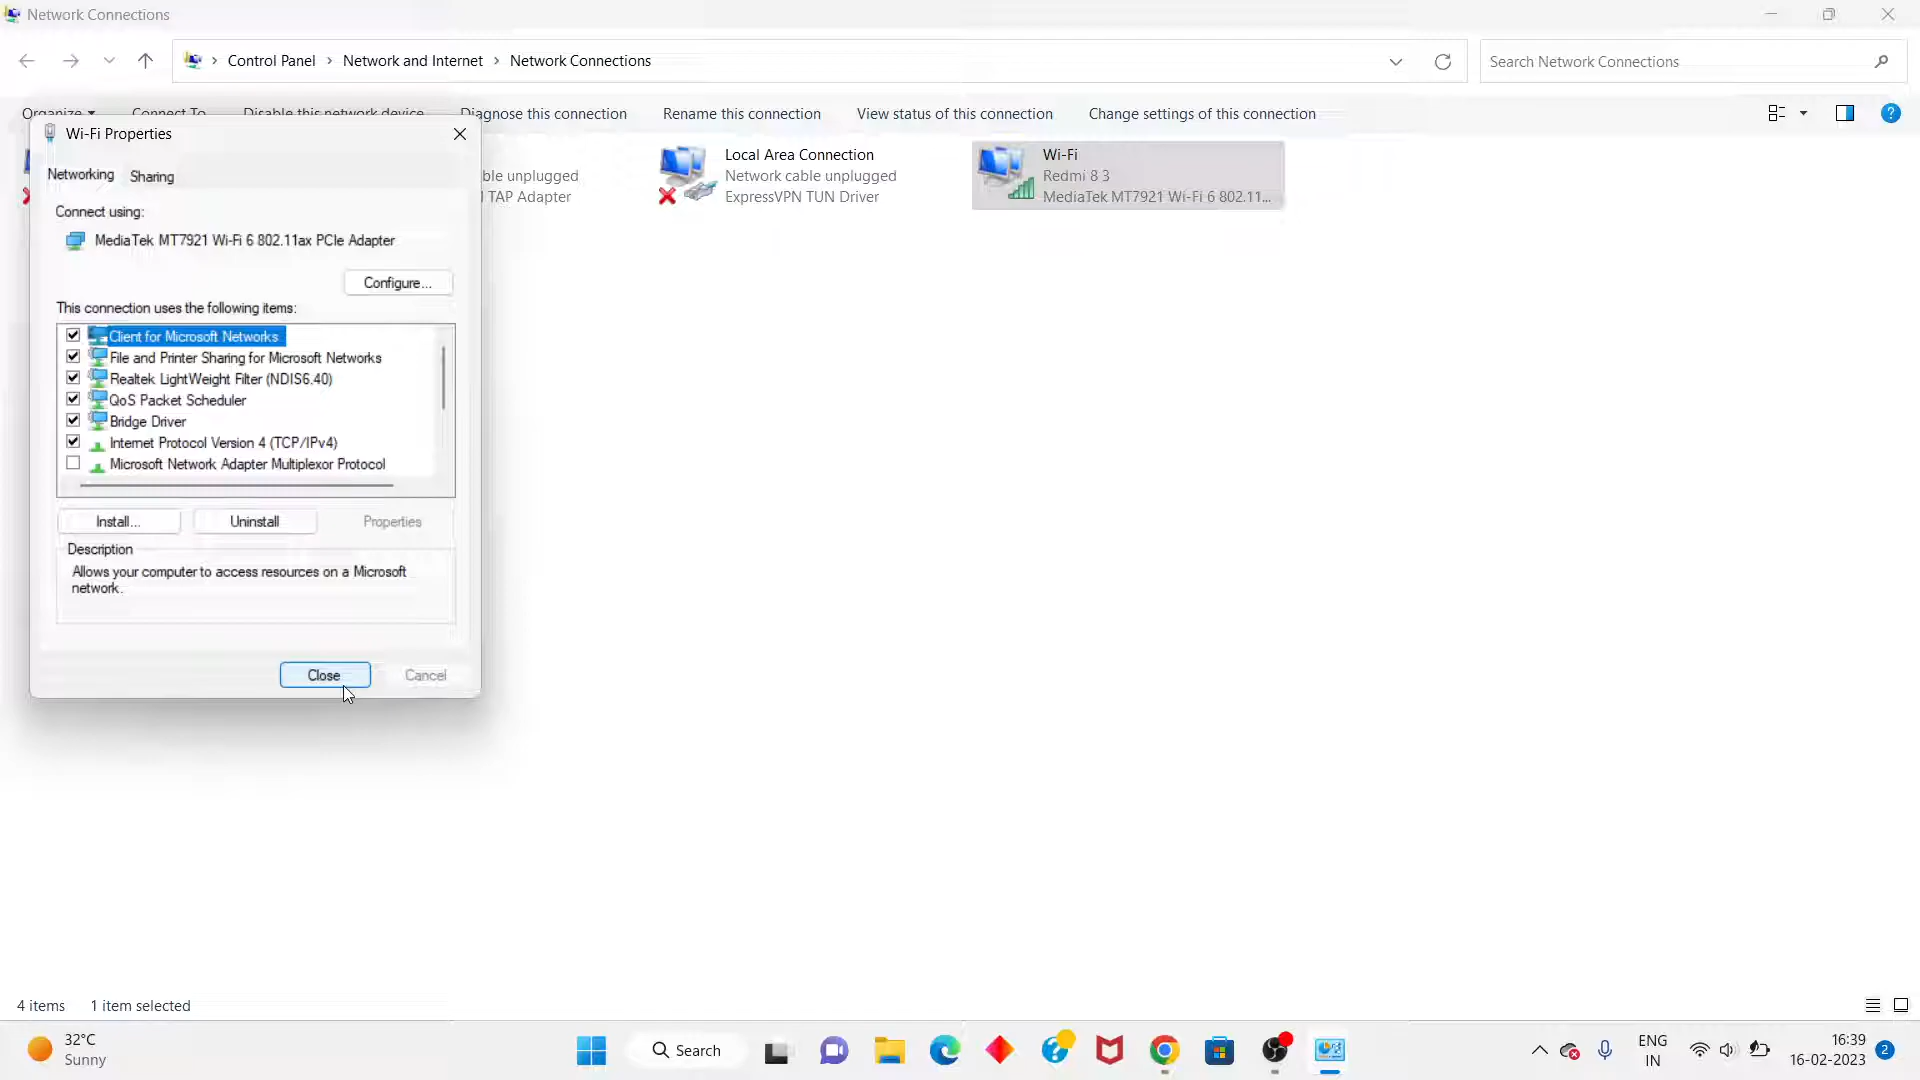 Network Connections
Control Panel > Network and Internet > Network Connections
Search Network Connections
Organize Connect To Disable this network device Diagnose this connection Rename this connection View status of this connection Change settings of this connection
Wi-Fi Properties
Networking Sharing
Connect using:
MediaTek MT7921 Wi-Fi 6 802.11ax PCIe Adapter
Configure...
This connection uses the following items:
Client for Microsoft Networks
File and Printer Sharing for Microsoft Networks
Realtek LightWeight Filter (NDIS6.40)
QoS Packet Scheduler
Bridge Driver
Internet Protocol Version 4 (TCP/IPv4)
Microsoft Network Adapter Multiplexor Protocol
Install... Uninstall Properties
Description
Allows your computer to access resources on a Microsoft
network.
Close Cancel
unplugged
TAP Adapter
Local Area Connection
Network cable unplugged
ExpressVPN TUN Driver
Wi-Fi
Redmi 8 3
MediaTek MT7921 Wi-Fi 6 802.11...
4 items 1 item selected
32°C
Sunny
Search
ENG
IN
16:39
16-02-2023
2